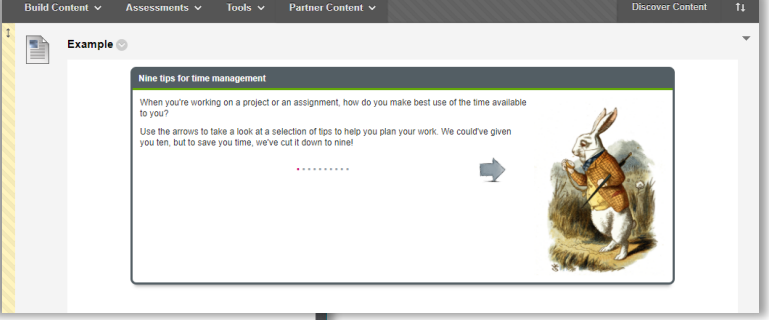 Build Content Assessments Tools Partner Content Discover Content
Example
Nine tips for time management
When you're working on a project or an assignment, how do you make best use of the time available
to you?
Use the arrows to take a look at a selection of tips to help you plan your work. We could've given
you ten, but to save you time, we've cut it down to nine!